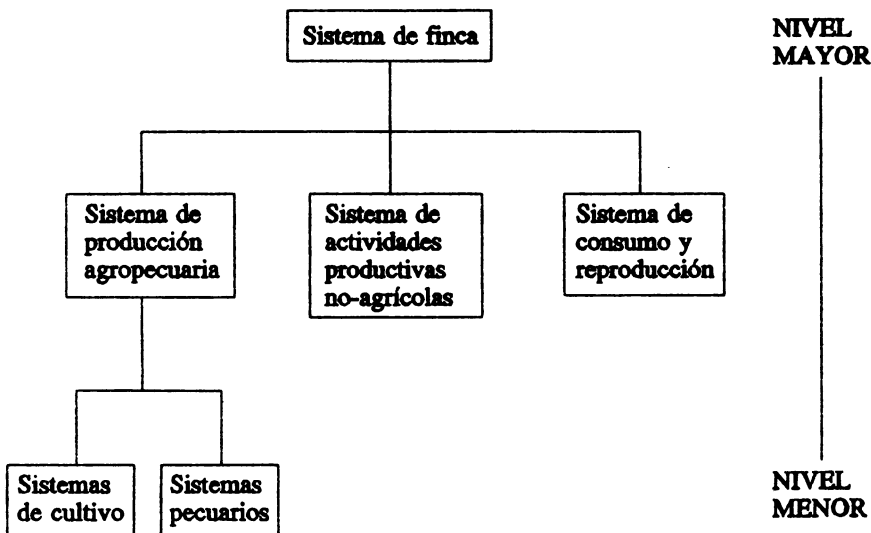 Sistema de finca
NIVEL
MAYOR
Sistema de
producción
agropecuaria
Sistema de
actividades
productivas
no-agrícolas
Sistema de
consumo y
reproducción
Sistemas
de cultivo
Sistemas
pecuarios
NIVEL
MENOR